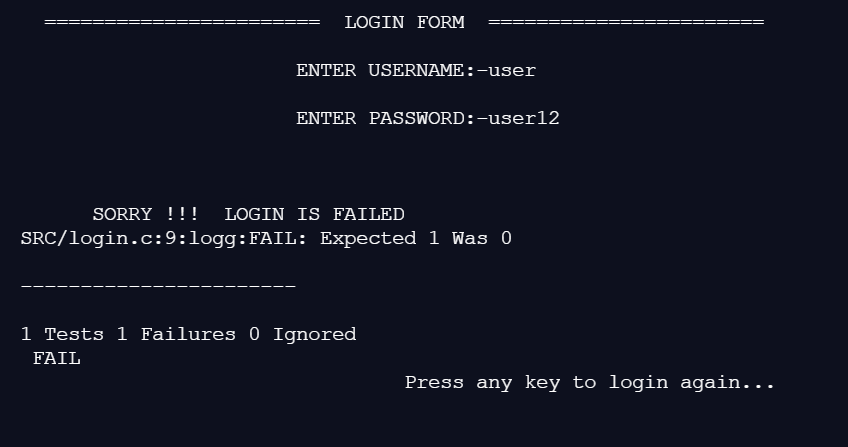 =======================  LOGIN FORM  =======================
ENTER USERNAME:-user
ENTER PASSWORD:-user12
SORRY !!!  LOGIN IS FAILED
SRC/login.c:9:logg:FAIL: Expected 1 Was 0
-----------------------
1 Tests 1 Failures 0 Ignored
FAIL
Press any key to login again...